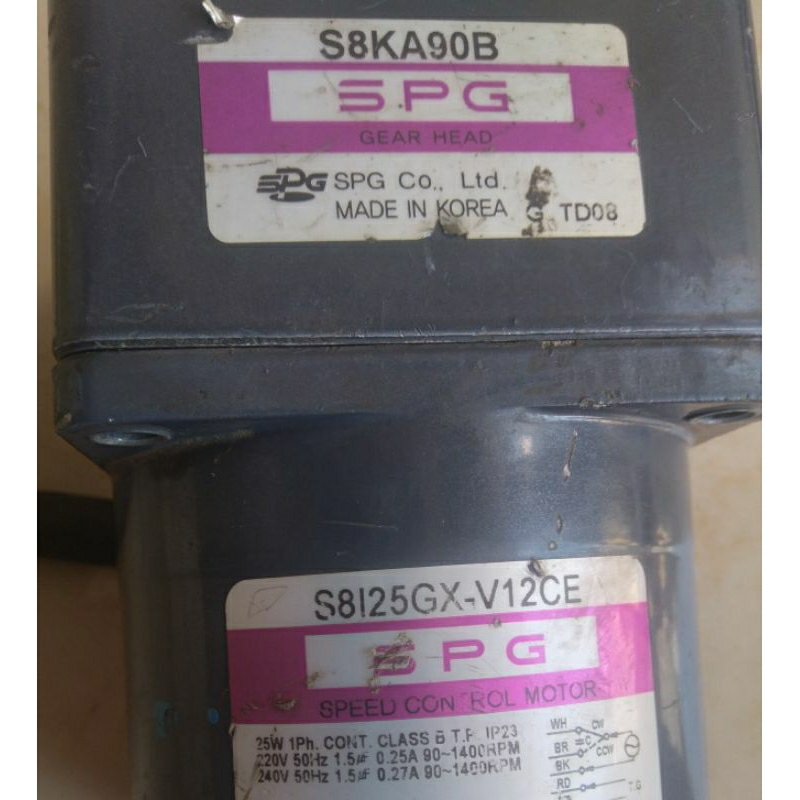 S8KA90B
SPG
GEAR HEAD
SPG SPG Co., Ltd.
MADE IN KOREA G TD08
S8I25GX-V12CE
SPG
SPEED CONTROL MOTOR
25W 1Ph. CONT. CLASS B T.P. IP23
220V 50Hz 1.5㎌ 0.25A 90~1400RPM
240V 50Hz 1.5㎌ 0.27A 90~1400RPM
WH CW
BR C CCW
BK
RD T.G